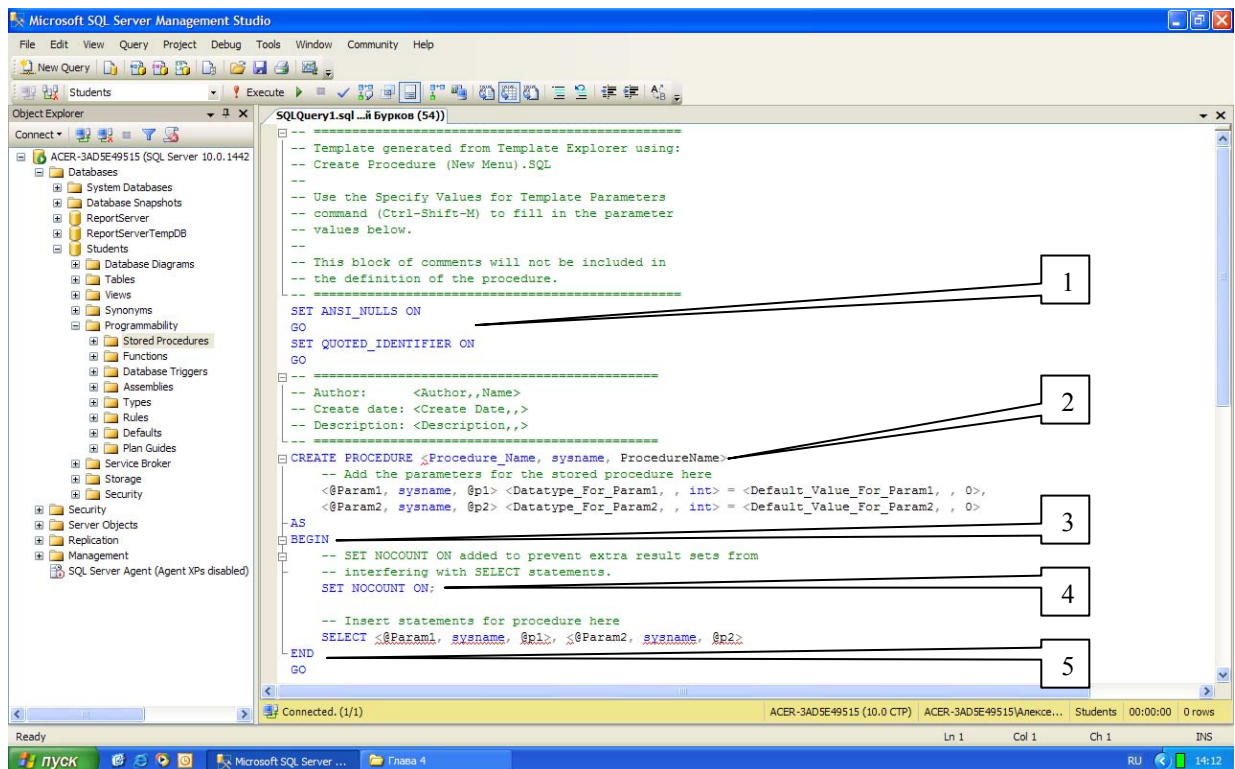 Microsoft SQL Server Management Studio
File Edit View Query Project Debug Tools Window Community Help
New Query
Students Execute
Object Explorer
SQLQuery1.sql ...й Бурков (54))
Connect
ACER-3AD5E49515 (SQL Server 10.0.1442
Databases
System Databases
Database Snapshots
ReportServer
ReportServerTempDB
Students
Database Diagrams
Tables
Views
Synonyms
Programmability
Stored Procedures
Functions
Database Triggers
Assemblies
Types
Rules
Defaults
Plan Guides
Service Broker
Storage
Security
Security
Server Objects
Replication
Management
SQL Server Agent (Agent XPs disabled)
-- =================================================
-- Template generated from Template Explorer using:
-- Create Procedure (New Menu).SQL
--
-- Use the Specify Values for Template Parameters
-- command (Ctrl-Shift-M) to fill in the parameter
-- values below.
--
-- This block of comments will not be included in
-- the definition of the procedure.
-- =================================================
SET ANSI_NULLS ON
GO
SET QUOTED_IDENTIFIER ON
GO
-- ==============================================
-- Author: <Author,,Name>
-- Create date: <Create Date,,>
-- Description: <Description,,>
-- ==============================================
CREATE PROCEDURE <Procedure_Name, sysname, ProcedureName>
-- Add the parameters for the stored procedure here
<@Param1, sysname, @p1> <Datatype_For_Param1, , int> = <Default_Value_For_Param1, , 0>,
<@Param2, sysname, @p2> <Datatype_For_Param2, , int> = <Default_Value_For_Param2, , 0>
AS
BEGIN
-- SET NOCOUNT ON added to prevent extra result sets from
-- interfering with SELECT statements.
SET NOCOUNT ON;
-- Insert statements for procedure here
SELECT <@Param1, sysname, @p1>, <@Param2, sysname, @p2>
END
GO
1
2
3
4
5
Connected. (1/1) ACER-3AD5E49515 (10.0 CTP) ACER-3AD5E49515\Алексе... Students 00:00:00 0 rows
Ready Ln 1 Col 1 Ch 1 INS
пуск Microsoft SQL Server ... Глава 4 RU 14:12